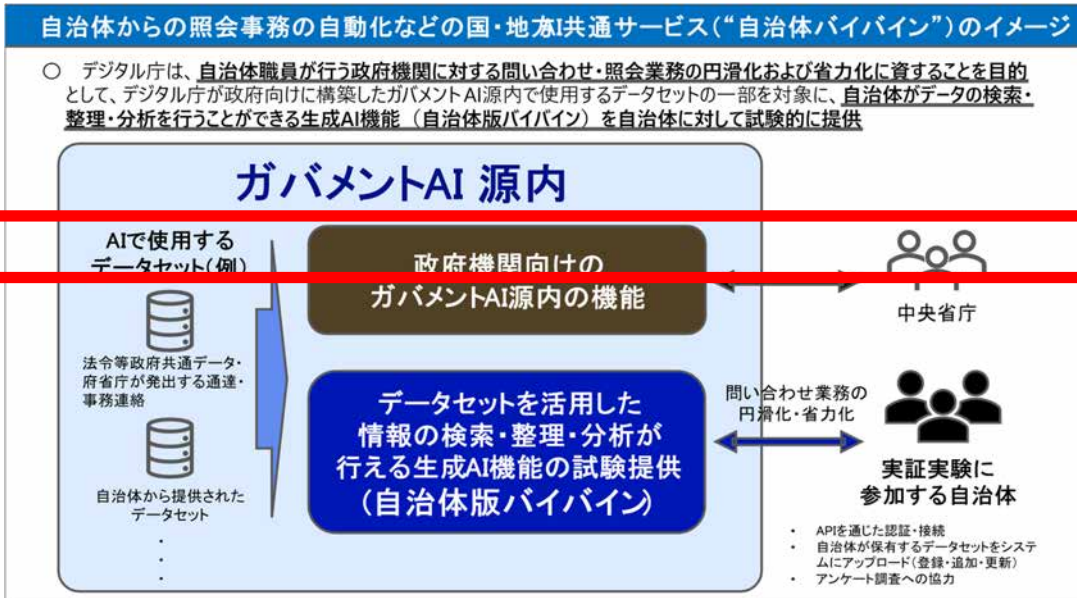 自治体からの照会事務の自動化などの国・地方AI共通サービス(“自治体バイバイン”)のイメージ
○ デジタル庁は、自治体職員が行う政府機関に対する問い合わせ・照会業務の円滑化および省力化に資することを目的
として、デジタル庁が政府向けに構築したガバメントAI源内で使用するデータセットの一部を対象に、自治体がデータの検索・
整理・分析を行うことができる生成AI機能(自治体版バイバイン)を自治体に対して試験的に提供
ガバメントAI 源内
AIで使用する
データセット(例)
法令等政府共通データ・
府省庁が発出する通達・
事務連絡
自治体から提供された
データセット
・
・
・
政府機関向けの
ガバメントAI源内の機能
データセットを活用した
情報の検索・整理・分析が
行える生成AI機能の試験提供
(自治体版バイバイン)
中央省庁
問い合わせ業務の
円滑化・省力化
実証実験に
参加する自治体
• APIを通じた認証・接続
• 自治体が保有するデータセットをシステ
ムにアップロード(登録・追加・更新)
• アンケート調査への協力